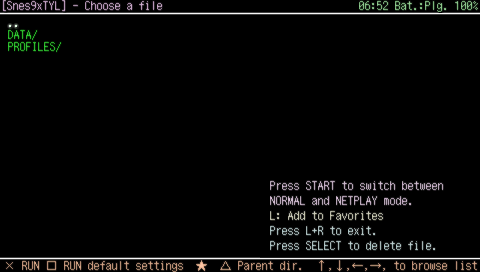 [Snes9xTYL] - Choose a file 06:52 Bat.:Plg. 100%
..
DATA/
PROFILES/
Press START to switch between
NORMAL and NETPLAY mode.
L: Add to Favorites
Press L+R to exit.
Press SELECT to delete file.
× RUN □ RUN default settings ★ △ Parent dir. ↑,↓,←,→, to browse list